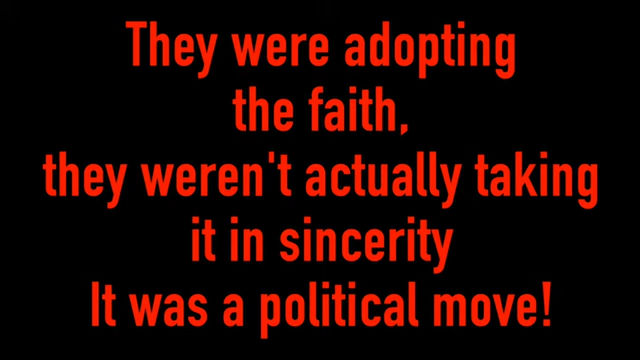 They were adopting
the faith,
they weren't actually taking
it in sincerity
It was a political move!